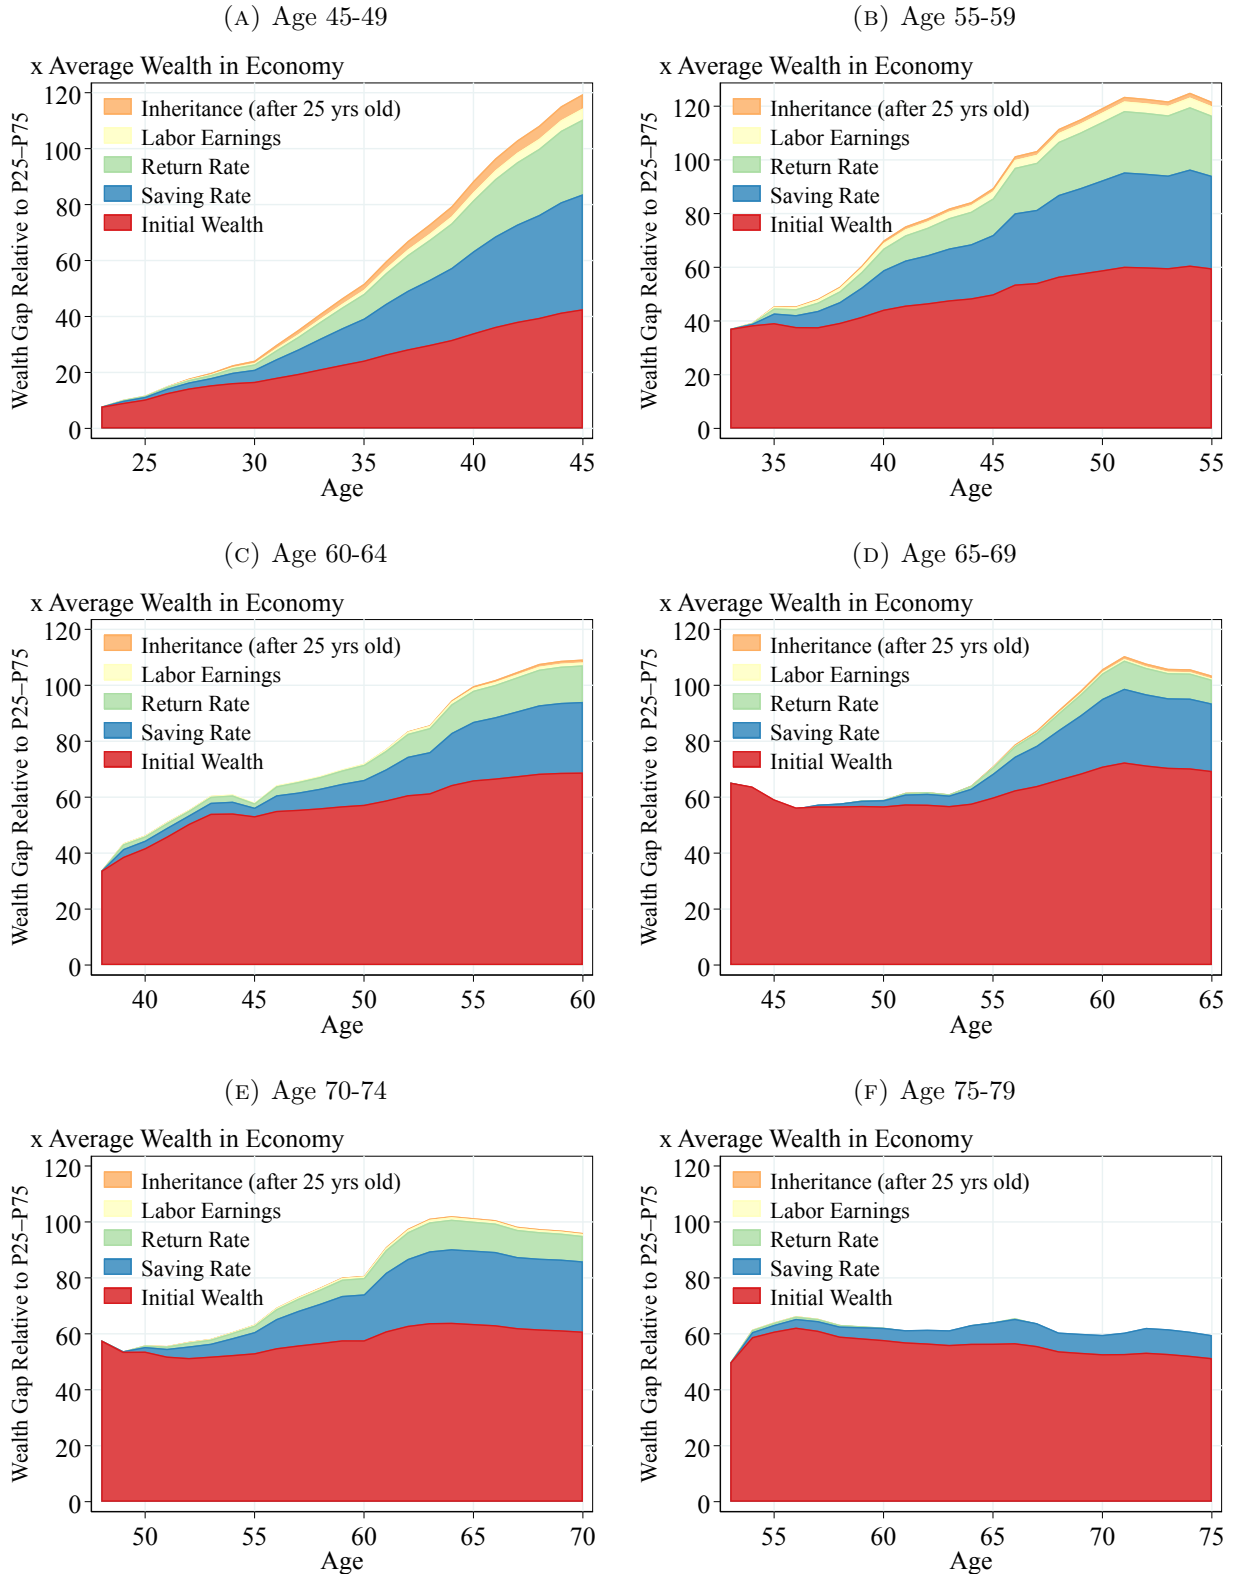 (A) Age 45-49
x Average Wealth in Economy
Wealth Gap Relative to P25–P75
120
100
80
60
40
20
0
Inheritance (after 25 yrs old)
Labor Earnings
Return Rate
Saving Rate
Initial Wealth
25 30 35 40 45
Age
(B) Age 55-59
x Average Wealth in Economy
Wealth Gap Relative to P25–P75
120
100
80
60
40
20
0
Inheritance (after 25 yrs old)
Labor Earnings
Return Rate
Saving Rate
Initial Wealth
35 40 45 50 55
Age
(C) Age 60-64
x Average Wealth in Economy
Wealth Gap Relative to P25–P75
120
100
80
60
40
20
0
Inheritance (after 25 yrs old)
Labor Earnings
Return Rate
Saving Rate
Initial Wealth
40 45 50 55 60
Age
(D) Age 65-69
x Average Wealth in Economy
Wealth Gap Relative to P25–P75
120
100
80
60
40
20
0
Inheritance (after 25 yrs old)
Labor Earnings
Return Rate
Saving Rate
Initial Wealth
45 50 55 60 65
Age
(E) Age 70-74
x Average Wealth in Economy
Wealth Gap Relative to P25–P75
120
100
80
60
40
20
0
Inheritance (after 25 yrs old)
Labor Earnings
Return Rate
Saving Rate
Initial Wealth
50 55 60 65 70
Age
(F) Age 75-79
x Average Wealth in Economy
Wealth Gap Relative to P25–P75
120
100
80
60
40
20
0
Inheritance (after 25 yrs old)
Labor Earnings
Return Rate
Saving Rate
Initial Wealth
55 60 65 70 75
Age